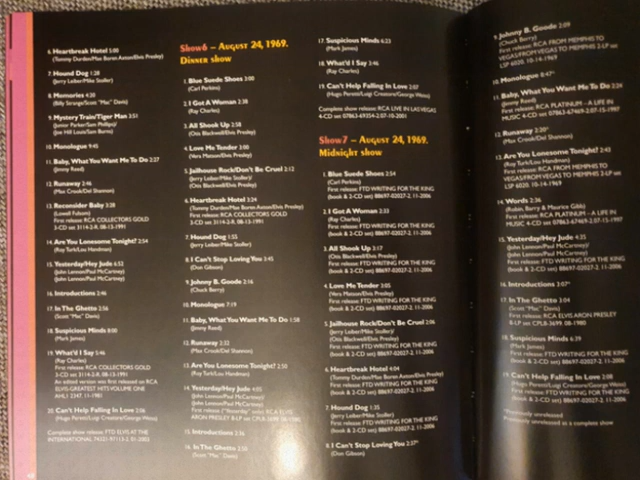 6. Heartbreak Hotel 5:00
(Tommy Durden/Mae Boren Axton/Elvis Presley)
7. Hound Dog 1:28
(Jerry Leiber/Mike Stoller)
8. Memories 4:20
(Billy Strange/Scott "Mac" Davis)
9. Mystery Train/Tiger Man 3:51
(Junior Parker/Sam Phillips)/
(Joe Hill Louis/Sam Burns)
10. Monologue 9:45
11. Baby, What You Want Me To Do 2:27
(Jimmy Reed)
12. Runaway 2:46
(Max Crook/Del Shannon)
13. Reconsider Baby 3:28
(Lowell Fulson)
First release RCA COLLECTORS GOLD
3-CD set 3114-2-R, 08-13-1991
14. Are You Lonesome Tonight? 2:54
(Roy Turk/Lou Handman)
15. Yesterday/Hey Jude 6:52
(John Lennon/Paul McCartney)
(John Lennon/Paul McCartney)
16. Introductions 2:46
17. In The Ghetto 2:56
(Scott "Mac" Davis)
18. Suspicious Minds 8:00
(Mark James)
19. What'd I Say 5:46
(Ray Charles)
First release RCA COLLECTORS GOLD
3-CD set 3114-2-R, 08-13-1991
An edited version was first released on RCA
ELVIS-GREATEST HITS VOLUME ONE
AHL1 2347, 11-1981
20. Can't Help Falling In Love 2:06
(Hugo Peretti/Luigi Creatore/George Weiss)
Complete show release: FTD ELVIS AT THE
INTERNATIONAL 74321-97115-2, 01-2003
Show6 – August 24, 1969.
Dinner show
1. Blue Suede Shoes 3:00
(Carl Perkins)
2. I Got A Woman 2:38
(Ray Charles)
3. All Shook Up 2:58
(Otis Blackwell/Elvis Presley)
4. Love Me Tender 3:00
(Vera Matson/Elvis Presley)
5. Jailhouse Rock/Don't Be Cruel 2:12
(Jerry Leiber/Mike Stoller)/
(Otis Blackwell/Elvis Presley)
6. Heartbreak Hotel 3:24
(Tommy Durden/Mae Boren Axton/Elvis Presley)
First release RCA COLLECTORS GOLD
3-CD set 3114-2-R, 08-13-1991
7. Hound Dog 1:55
(Jerry Leiber/Mike Stoller)
8. I Can't Stop Loving You 3:45
(Don Gibson)
9. Johnny B. Goode 2:16
(Chuck Berry)
10. Monologue 7:19
11. Baby, What You Want Me To Do 1:58
(Jimmy Reed)
12. Runaway 2:22
(Max Crook/Del Shannon)
13. Are You Lonesome Tonight? 2:50
(Roy Turk/Lou Handman)
14. Yesterday/Hey Jude 4:05
(John Lennon/Paul McCartney)
(John Lennon/Paul McCartney)
First release ("Yesterday" only) RCA ELVIS
ARON PRESLEY 8-LP set CPL8-3699
15. Introductions 2:36
16. In The Ghetto 2:50
(Scott "Mac" Davis)
17. Suspicious Minds 6:23
(Mark James)
18. What'd I Say 3:46
(Ray Charles)
19. Can't Help Falling In Love 2:07
(Hugo Peretti/Luigi Creatore/George Weiss)
Complete show release: RCA LIVE IN LAS VEGAS
4-CD set 07863-69354-2, 07-10-2001
Show7 – August 24, 1969.
Midnight show
1. Blue Suede Shoes 2:54
(Carl Perkins)
First release: FTD WRITING FOR THE KING
(book & 2-CD set) 88697-02027-2, 11-2006
2. I Got A Woman 2:33
(Ray Charles)
First release: FTD WRITING FOR THE KING
(book & 2-CD set) 88697-02027-2, 11-2006
3. All Shook Up 3:17
(Otis Blackwell/Elvis Presley)
First release: FTD WRITING FOR THE KING
(book & 2-CD set) 88697-02027-2, 11-2006
4. Love Me Tender 3:05
(Vera Matson/Elvis Presley)
First release: FTD WRITING FOR THE KING
(book & 2-CD set) 88697-02027-2, 11-2006
5. Jailhouse Rock/Don't Be Cruel 2:06
(Jerry Leiber/Mike Stoller)/
(Otis Blackwell/Elvis Presley)
First release: FTD WRITING FOR THE KING
(book & 2-CD set) 88697-02027-2, 11-2006
6. Heartbreak Hotel 4:04
(Tommy Durden/Mae Boren Axton/Elvis Presley)
First release: FTD WRITING FOR THE KING
(book & 2-CD set) 88697-02027-2, 11-2006
7. Hound Dog 1:35
(Jerry Leiber/Mike Stoller)
First release: FTD WRITING FOR THE KING
(book & 2-CD set) 88697-02027-2, 11-2006
8. I Can't Stop Loving You 2:57*
(Don Gibson)
9. Johnny B. Goode 2:09
(Chuck Berry)
First release: RCA FROM MEMPHIS TO
VEGAS/FROM VEGAS TO MEMPHIS 2-LP set
LSP 6020, 10-14-1969
10. Monologue 8:47*
11. Baby, What You Want Me To Do 2:24
(Jimmy Reed)
First release: RCA PLATINUM - A LIFE IN
MUSIC 4-CD set 07863-67469-2, 07-15-1997
12. Runaway 2:30*
(Max Crook/Del Shannon)
13. Are You Lonesome Tonight? 2:43
(Roy Turk/Lou Handman)
First release: RCA FROM MEMPHIS TO
VEGAS/FROM VEGAS TO MEMPHIS 2-LP set
LSP 6020, 10-14-1969
14. Words 2:36
(Robin, Barry & Maurice Gibb)
First release: RCA PLATINUM - A LIFE IN
MUSIC 4-CD set 07863-67469-2, 07-15-1997
15. Yesterday/Hey Jude 4:35
(John Lennon/Paul McCartney)
(John Lennon/Paul McCartney)
First release: FTD WRITING FOR THE KING
(book & 2-CD set) 88697-02027-2, 11-2006
16. Introductions 2:07*
17. In The Ghetto 3:04
(Scott "Mac" Davis)
First release: RCA ELVIS ARON PRESLEY
8-LP set CPL8-3699, 08-1980
18. Suspicious Minds 6:39
(Mark James)
First release: FTD WRITING FOR THE KING
(book & 2-CD set) 88697-02027-2, 11-2006
19. Can't Help Falling In Love 2:08
(Hugo Peretti/Luigi Creatore/George Weiss)
First release: FTD WRITING FOR THE KING
(book & 2-CD set) 88697-02027-2, 11-2006
*Previously unreleased
Previously unreleased as a complete show